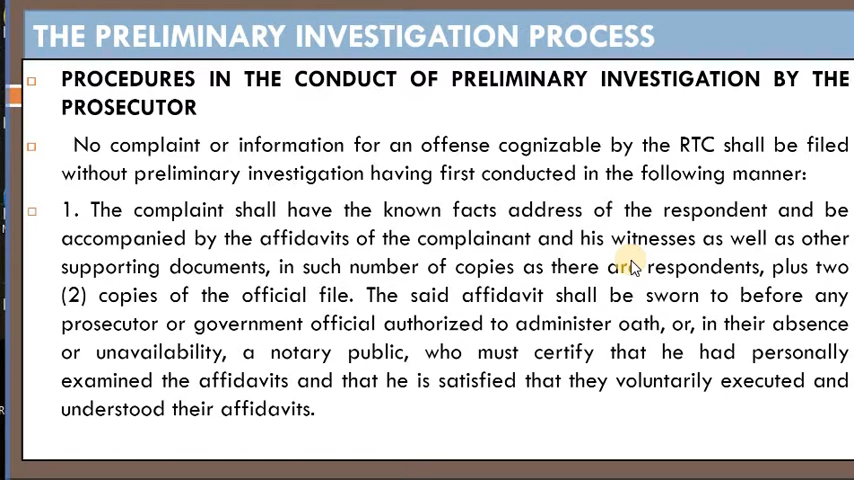 THE PRELIMINARY INVESTIGATION PROCESS
PROCEDURES IN THE CONDUCT OF PRELIMINARY INVESTIGATION BY THE
PROSECUTOR
No complaint or information for an offense cognizable by the RTC shall be filed
without preliminary investigation having first conducted in the following manner:
1. The complaint shall have the known facts address of the respondent and be
accompanied by the affidavits of the complainant and his witnesses as well as other
supporting documents, in such number of copies as there are respondents, plus two
(2) copies of the official file. The said affidavit shall be sworn to before any
prosecutor or government official authorized to administer oath, or, in their absence
or unavailability, a notary public, who must certify that he had personally
examined the affidavits and that he is satisfied that they voluntarily executed and
understood their affidavits.